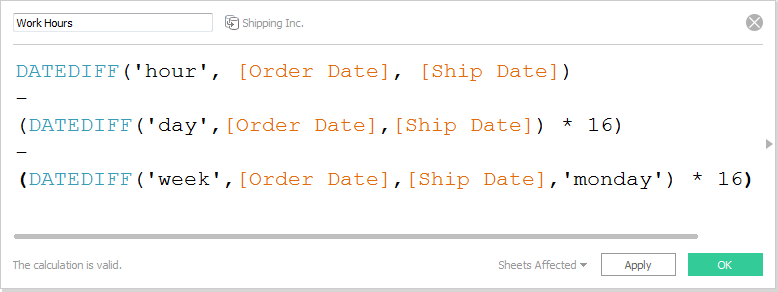 Work Hours Shipping Inc.
DATEDIFF('hour', [Order Date], [Ship Date])
-
(DATEDIFF('day',[Order Date],[Ship Date]) * 16)
-
(DATEDIFF('week',[Order Date],[Ship Date],'monday') * 16)
The calculation is valid. Sheets Affected Apply OK